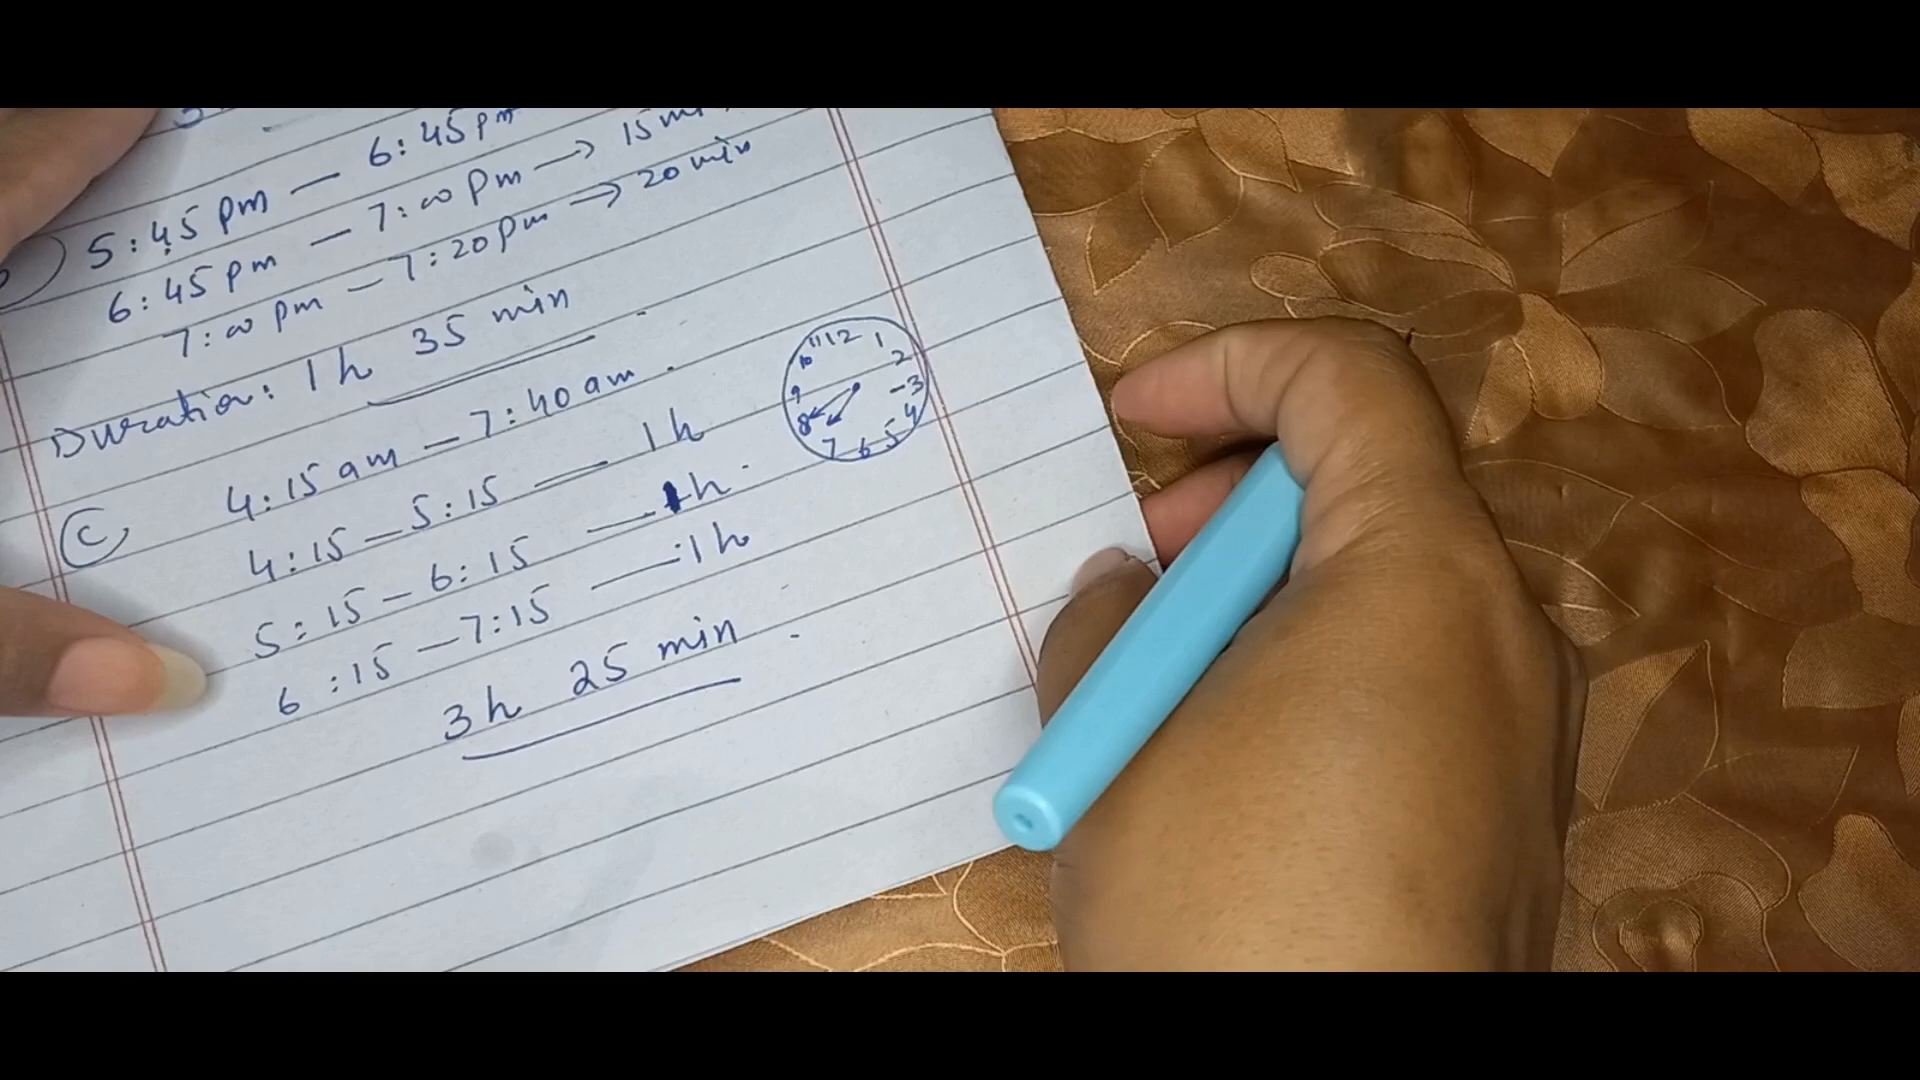 5:45 pm — 6:45 pm
6:45 pm — 7:00 pm → 15
7:00 pm — 7:20 pm → 20 min
Duration: 1 h 35 min
C 4:15 am — 7:40 am.
4:15 — 5:15 — 1 h
5:15 — 6:15 — 1h.
6:15 — 7:15 — 1h
3h 25 min
11 12 1
10 2
9 3
8 4
7 6 5